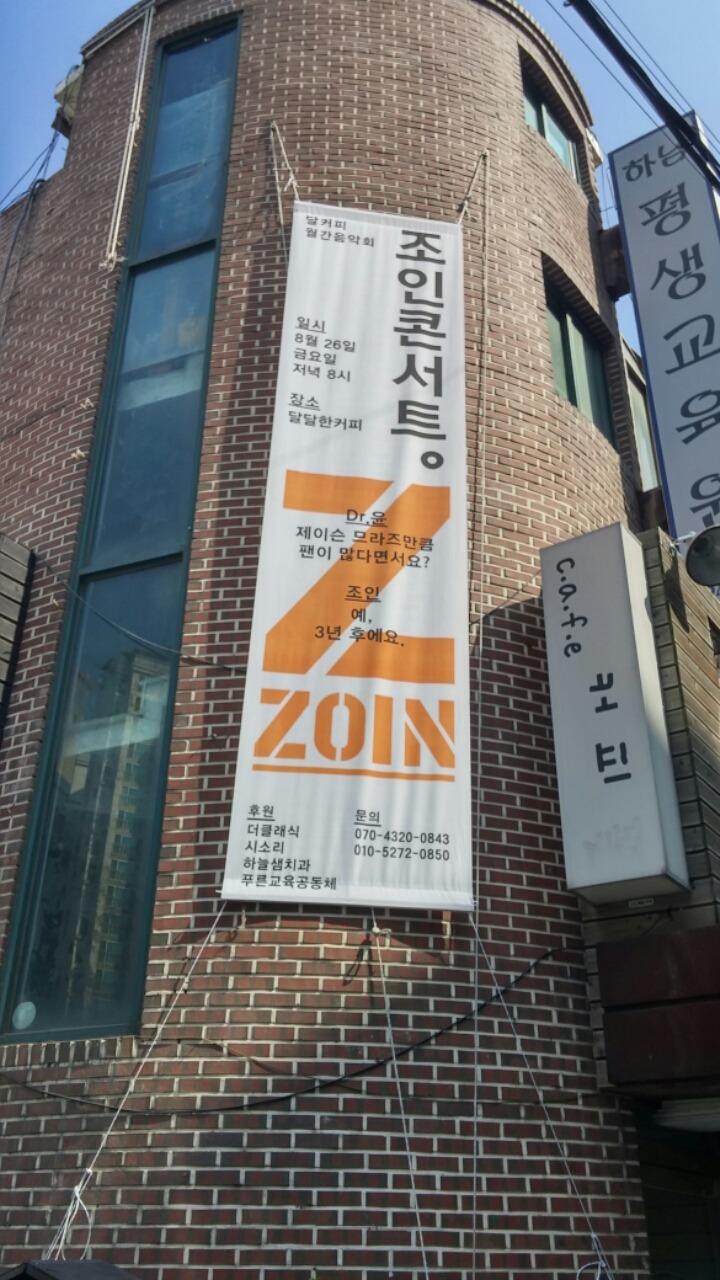 달커피
월간음악회
조인콘서트。
일시
8월 26일
금요일
저녁 8시
장소
달달한커피
Dr.윤
제이슨 므라즈만큼
팬이 많다면서요?
조인
예,
3년 후에요.
ZOIN
후원
더클래식
시소리
하늘샘치과
푸른교육공동체
문의
070-4320-0843
010-5272-0850
하남
평생교육원
c.a.f.e
커피